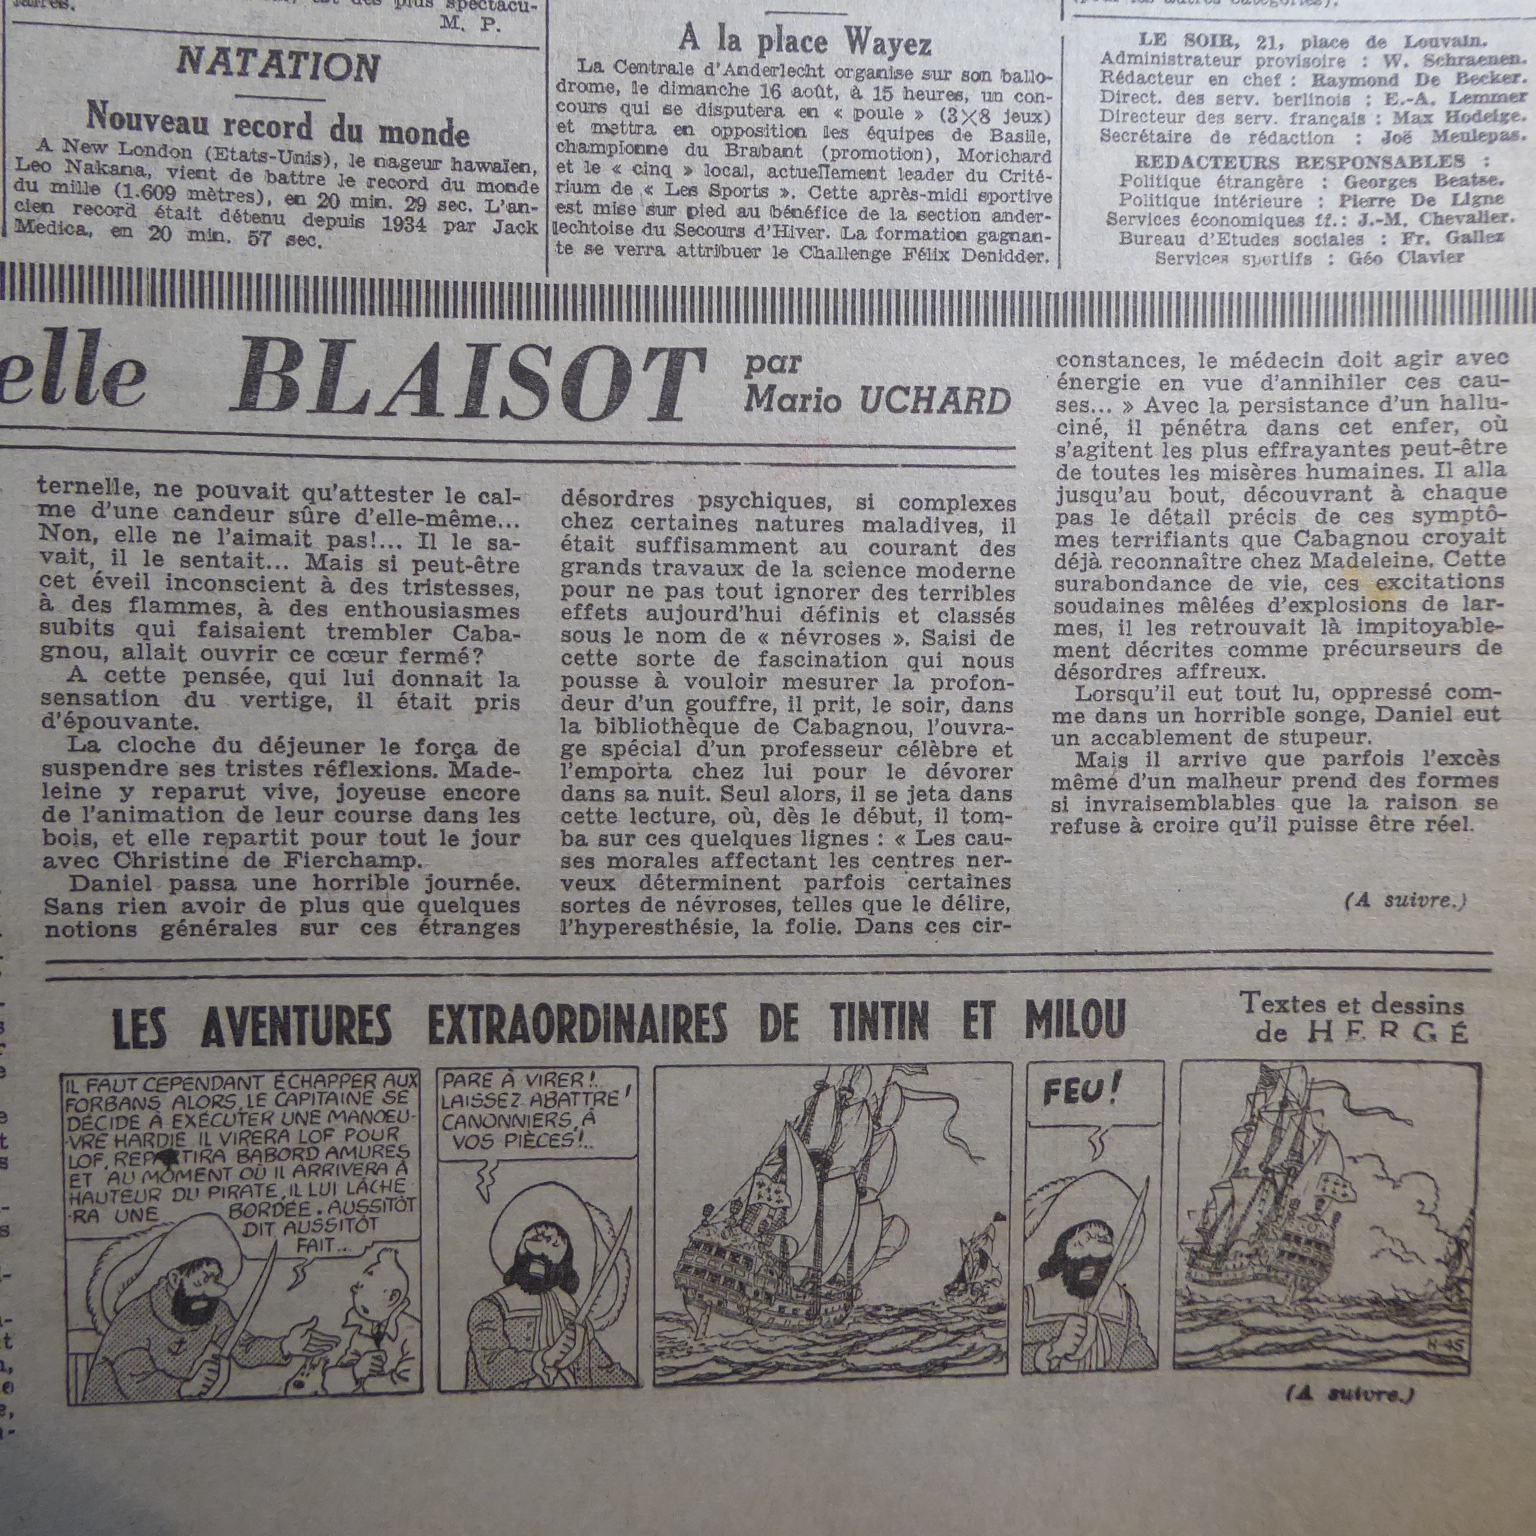 est des plus spectacu-
M. P.
NATATION
Nouveau record du monde
A New London (Etats-Unis), le nageur hawaïen,
Leo Nakana, vient de battre le record du monde
du mille (1.609 mètres), en 20 min. 29 sec. L'an-
cien record était détenu depuis 1934 par Jack
Medica, en 20 min. 57 sec.
A la place Wayez
La Centrale d'Anderlecht organise sur son ballo-
drome, le dimanche 16 août, à 15 heures, un con-
cours qui se disputera en « poule » (3×8 jeux)
et mettra en opposition les équipes de Basile,
championne du Brabant (promotion), Morichard
et le « cinq » local, actuellement leader du Crité-
rium de « Les Sports ». Cette après-midi sportive
est mise sur pied au bénéfice de la section ander-
lechtoise du Secours d'Hiver. La formation gagnan-
te se verra attribuer le Challenge Félix Denidder.
LE SOIR, 21, place de Louvain.
Administrateur provisoire : W. Schraenen.
Rédacteur en chef : Raymond De Becker.
Direct. des serv. berlinois : E.-A. Lemmer
Directeur des serv. français : Max Hodeige.
Secrétaire de rédaction : Joë Meulepas.
REDACTEURS RESPONSABLES :
Politique étrangère : Georges Beatse.
Politique intérieure : Pierre De Ligne
Services économiques ff.: J.-M. Chevalier.
Bureau d'Etudes sociales : Fr. Gallez
Services sportifs : Géo Clavier
elle BLAISOT par
Mario UCHARD
ternelle, ne pouvait qu'attester le cal-
me d'une candeur sûre d'elle-même...
Non, elle ne l'aimait pas!... Il le sa-
vait, il le sentait... Mais si peut-être
cet éveil inconscient à des tristesses,
à des flammes, à des enthousiasmes
subits qui faisaient trembler Caba-
gnou, allait ouvrir ce cœur fermé?
A cette pensée, qui lui donnait la
sensation du vertige, il était pris
d'épouvante.
La cloche du déjeuner le força de
suspendre ses tristes réflexions. Made-
leine y reparut vive, joyeuse encore
de l'animation de leur course dans les
bois, et elle repartit pour tout le jour
avec Christine de Fierchamp.
Daniel passa une horrible journée.
Sans rien avoir de plus que quelques
notions générales sur ces étranges
désordres psychiques, si complexes
chez certaines natures maladives, il
était suffisamment au courant des
grands travaux de la science moderne
pour ne pas tout ignorer des terribles
effets aujourd'hui définis et classés
sous le nom de « névroses ». Saisi de
cette sorte de fascination qui nous
pousse à vouloir mesurer la profon-
deur d'un gouffre, il prit, le soir, dans
la bibliothèque de Cabagnou, l'ouvra-
ge spécial d'un professeur célèbre et
l'emporta chez lui pour le dévorer
dans sa nuit. Seul alors, il se jeta dans
cette lecture, où, dès le début, il tom-
ba sur ces quelques lignes : « Les cau-
ses morales affectant les centres ner-
veux déterminent parfois certaines
sortes de névroses, telles que le délire,
l'hyperesthésie, la folie. Dans ces cir-
constances, le médecin doit agir avec
énergie en vue d'annihiler ces cau-
ses... » Avec la persistance d'un hallu-
ciné, il pénétra dans cet enfer, où
s'agitent les plus effrayantes peut-être
de toutes les misères humaines. Il alla
jusqu'au bout, découvrant à chaque
pas le détail précis de ces symptô-
mes terrifiants que Cabagnou croyait
déjà reconnaître chez Madeleine. Cette
surabondance de vie, ces excitations
soudaines mêlées d'explosions de lar-
mes, il les retrouvait là impitoyable-
ment décrites comme précurseurs de
désordres affreux.
Lorsqu'il eut tout lu, oppressé com-
me dans un horrible songe, Daniel eut
un accablement de stupeur.
Mais il arrive que parfois l'excès
même d'un malheur prend des formes
si invraisemblables que la raison se
refuse à croire qu'il puisse être réel.
(A suivre.)
LES AVENTURES EXTRAORDINAIRES DE TINTIN ET MILOU
Textes et dessins
de HERGÉ
IL FAUT CEPENDANT ÉCHAPPER AUX
FORBANS. ALORS, LE CAPITAINE SE
DÉCIDE À EXÉCUTER UNE MANOEU-
VRE HARDIE. IL VIRERA LOF POUR
LOF, REPARTIRA BABORD AMURES
ET AU MOMENT OÙ IL ARRIVERA À
HAUTEUR DU PIRATE, IL LUI LÂCHE-
RA UNE BORDÉE. AUSSITÔT
DIT AUSSITÔT
FAIT...
PARE À VIRER!..
LAISSEZ ABATTRE!
CANONNIERS, À
VOS PIÈCES!..
FEU!
(A suivre.)